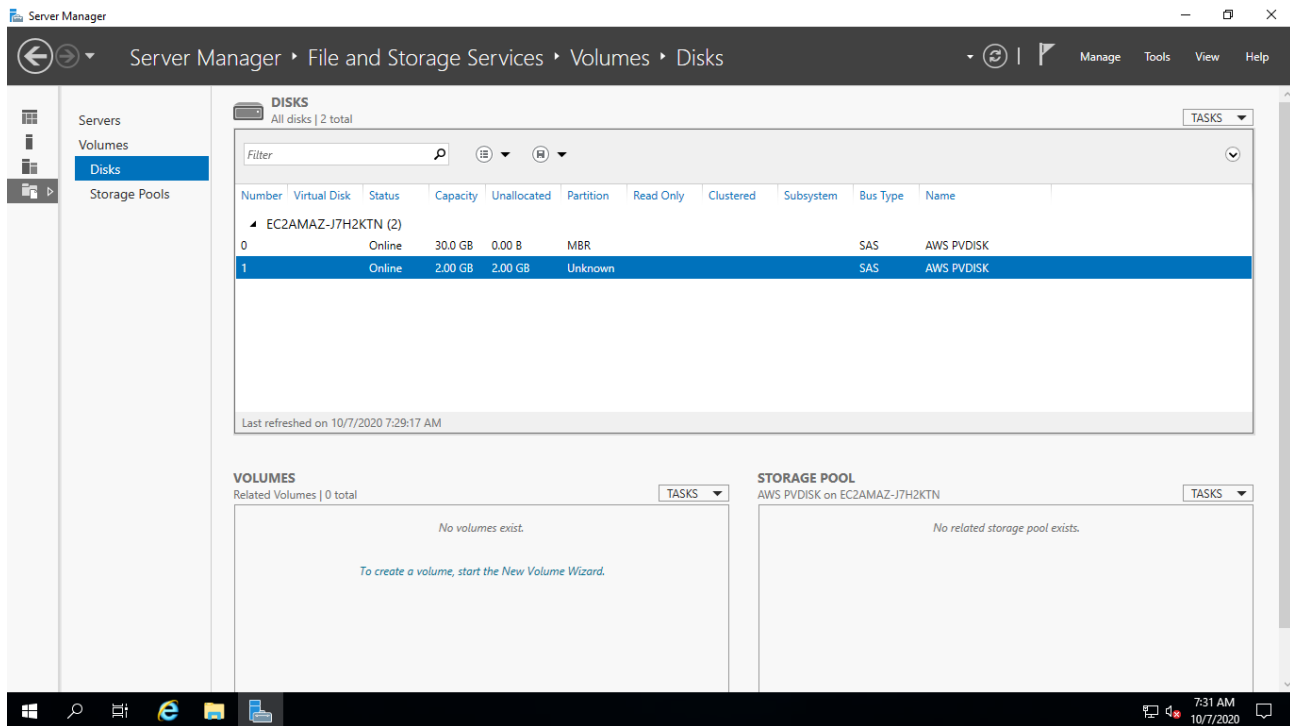 Server Manager
Server Manager ‣ File and Storage Services ‣ Volumes ‣ Disks
Manage Tools View Help
Servers
Volumes
Disks
Storage Pools
DISKS
All disks | 2 total
TASKS
Filter
Number Virtual Disk Status Capacity Unallocated Partition Read Only Clustered Subsystem Bus Type Name
EC2AMAZ-J7H2KTN (2)
0 Online 30.0 GB 0.00 B MBR SAS AWS PVDISK
1 Online 2.00 GB 2.00 GB Unknown SAS AWS PVDISK
Last refreshed on 10/7/2020 7:29:17 AM
VOLUMES
Related Volumes | 0 total
TASKS
No volumes exist.
To create a volume, start the New Volume Wizard.
STORAGE POOL
AWS PVDISK on EC2AMAZ-J7H2KTN
TASKS
No related storage pool exists.
7:31 AM
10/7/2020